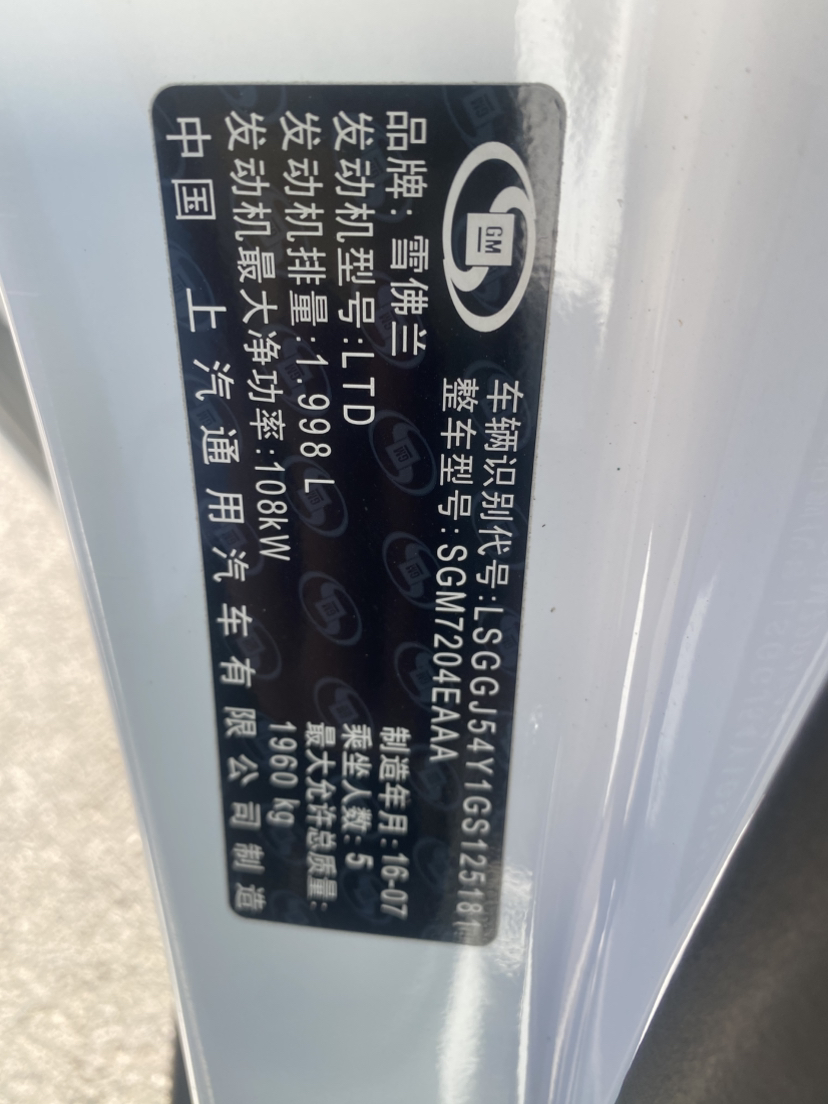 GM
车辆识别代号:LSGGJ54Y1GS125181
整车型号:SGM7204EAAA
品牌:雪佛兰
发动机型号:LTD
制造年月:16-07
发动机排量:1.998L
乘坐人数:5
发动机最大净功率:108kW
最大允许总质量:
1960kg
中国 上汽通用汽车有限公司制造